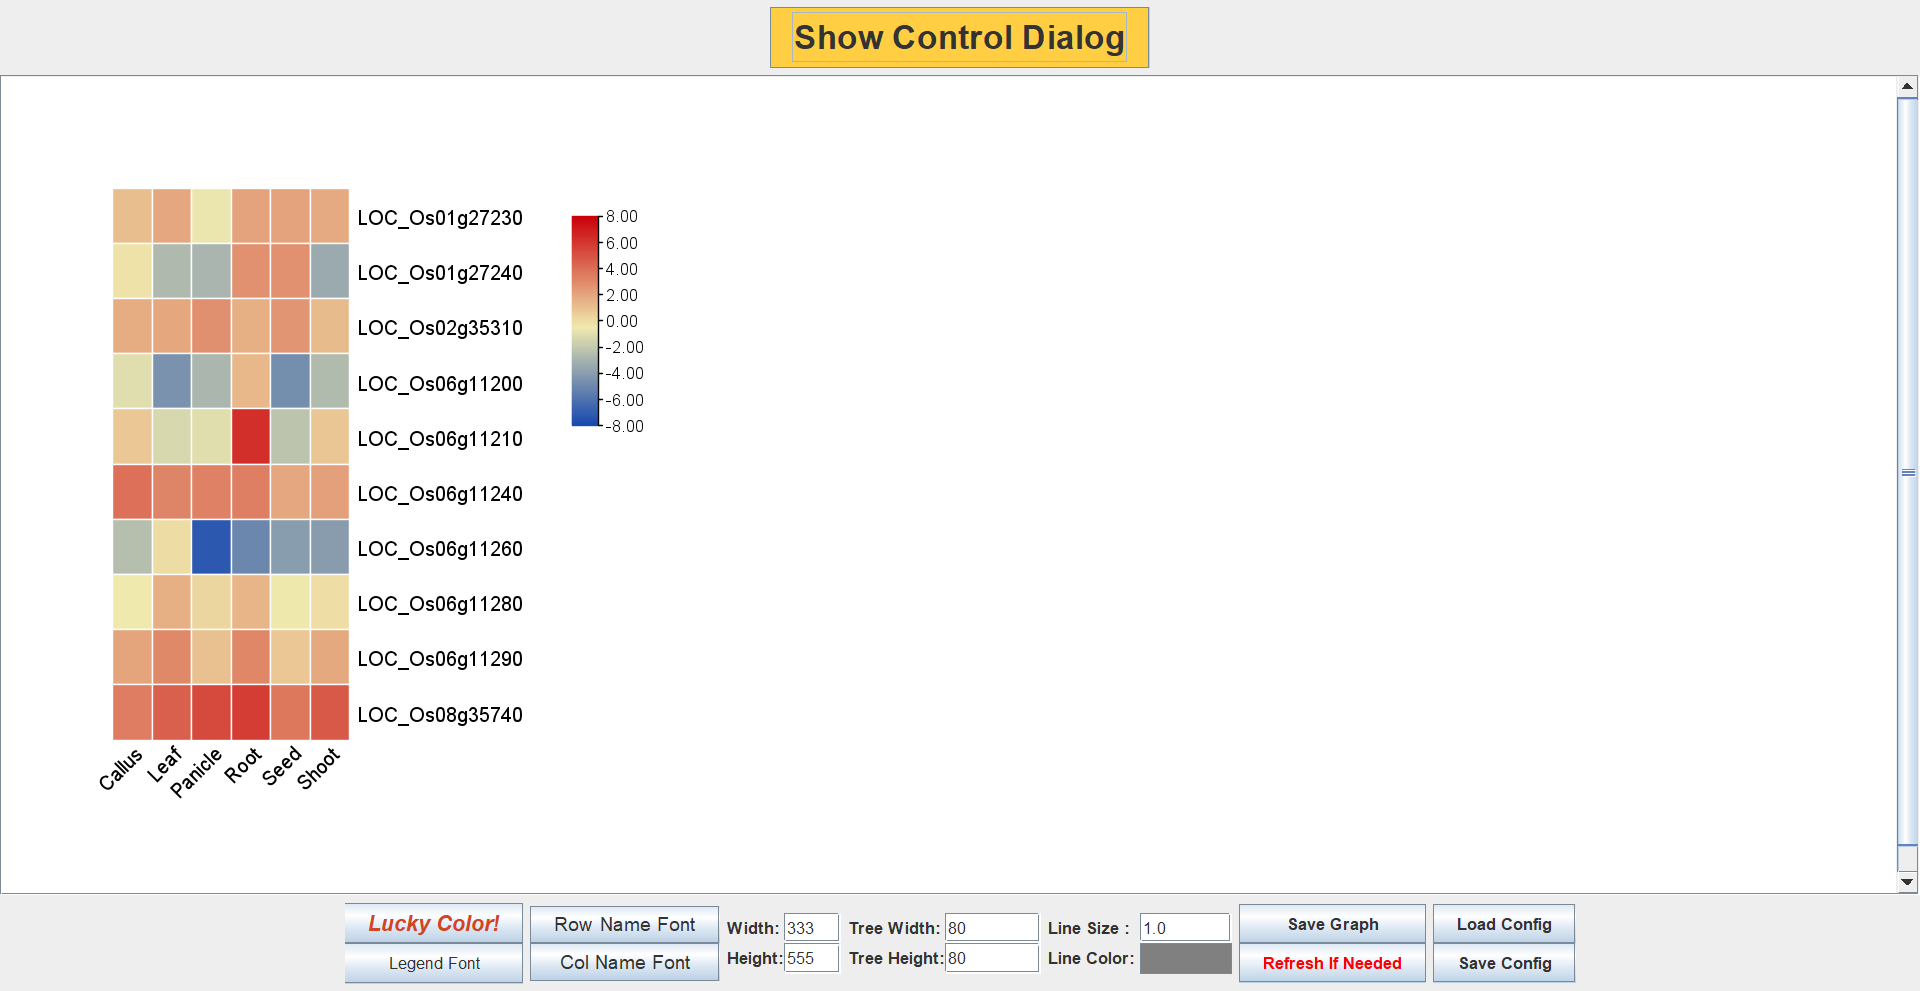 Show Control Dialog
LOC_Os01g27230
LOC_Os01g27240
LOC_Os02g35310
LOC_Os06g11200
LOC_Os06g11210
LOC_Os06g11240
LOC_Os06g11260
LOC_Os06g11280
LOC_Os06g11290
LOC_Os08g35740
8.00
6.00
4.00
2.00
0.00
-2.00
-4.00
-6.00
-8.00
Callus Leaf Panicle Root Seed Shoot
Lucky Color! Row Name Font Width: 333 Tree Width: 80 Line Size : 1.0 Save Graph Load Config
Legend Font Col Name Font Height: 555 Tree Height: 80 Line Color: Refresh If Needed Save Config